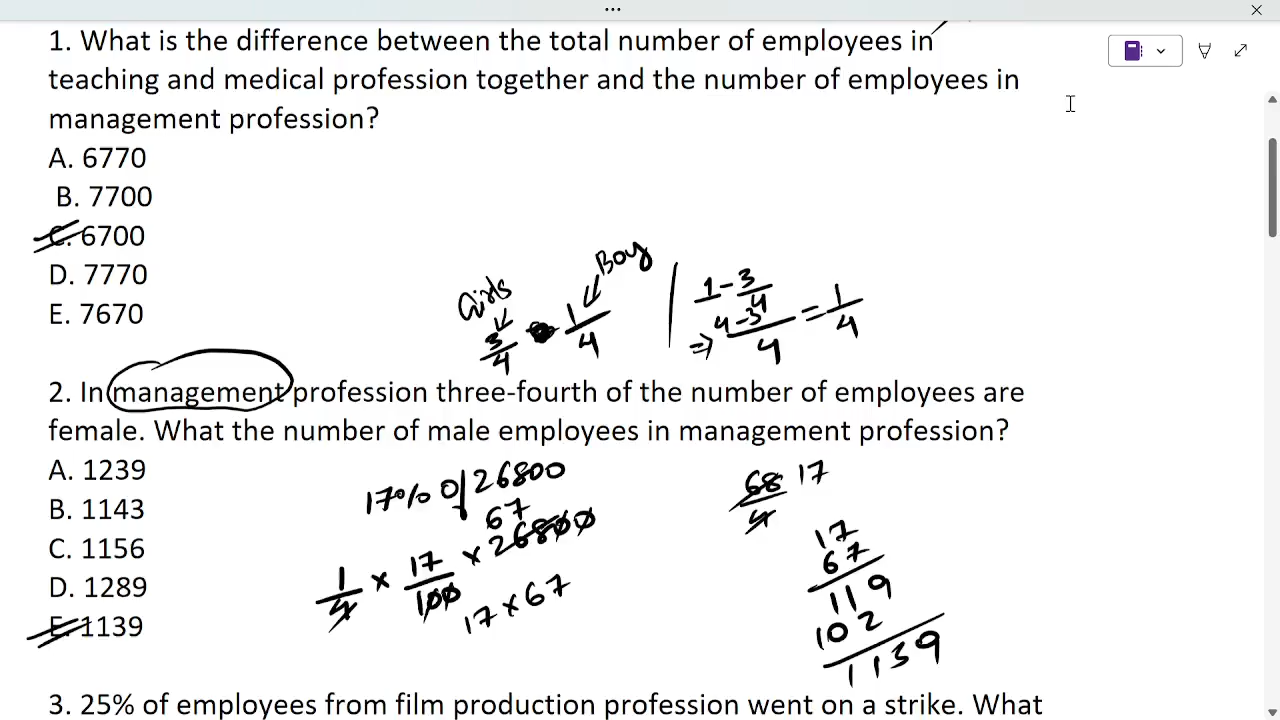 1. What is the difference between the total number of employees in
teaching and medical profession together and the number of employees in
management profession?
A. 6770
B. 7700
C. 6700
D. 7770
E. 7670
Girls 3/4
Boy 1/4
1 - 3/4
=> 4-3/4 = 1/4
2. In management profession three-fourth of the number of employees are
female. What the number of male employees in management profession?
A. 1239
B. 1143
C. 1156
D. 1289
E. 1139
17% of 26800
67
1/4 × 17/100 × 26800
17 × 67
68/4 17
17
67
119
102
1139
3. 25% of employees from film production profession went on a strike. What